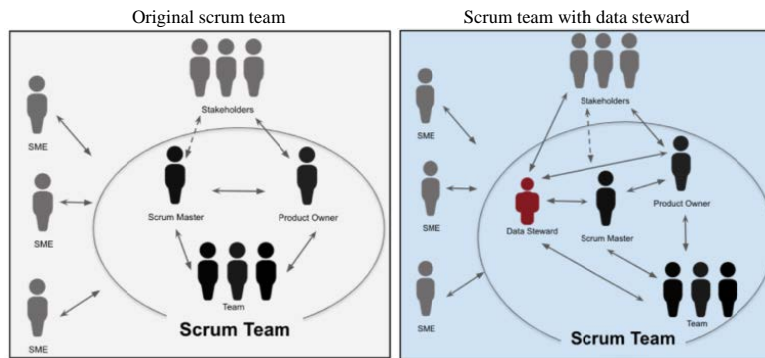 Original scrum team
Stakeholders
SME
Scrum Master
Product Owner
SME
Team
Scrum Team
SME
Scrum team with data steward
Stakeholders
SME
Product Owner
SME
Data Steward
Scrum Master
Team
Scrum Team
SME